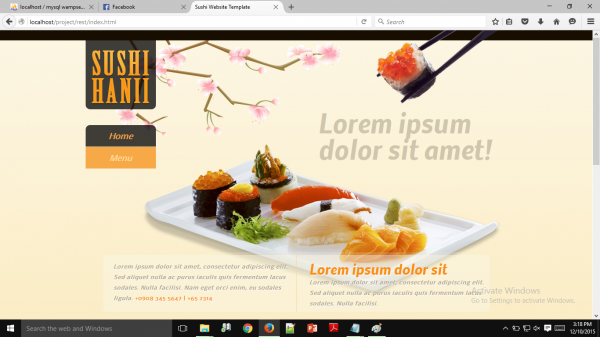 localhost / mysql wampse...
Facebook
Sushi Website Template
localhost/project/rest/index.html
Search
SUSHI
HANII
Home
Menu
Lorem ipsum
dolor sit amet!
Lorem ipsum dolor sit amet, consectetur adipiscing elit.
Sed aliquet nulla ac purus iaculis quis fermentum lacus
sodales. Nulla facilisi. Nam eget orci enim, eu sodales
ligula. +0908 345 5647 | +65 2314
Lorem ipsum dolor sit
Lorem ipsum dolor sit amet, consectetur adipiscing elit.
Sed aliquet nulla ac purus iaculis quis fermentum lacus
sodales. Nulla facilisi.
Activate Windows
Go to Settings to activate Windows.
Search the web and Windows
3:18 PM
12/10/2015